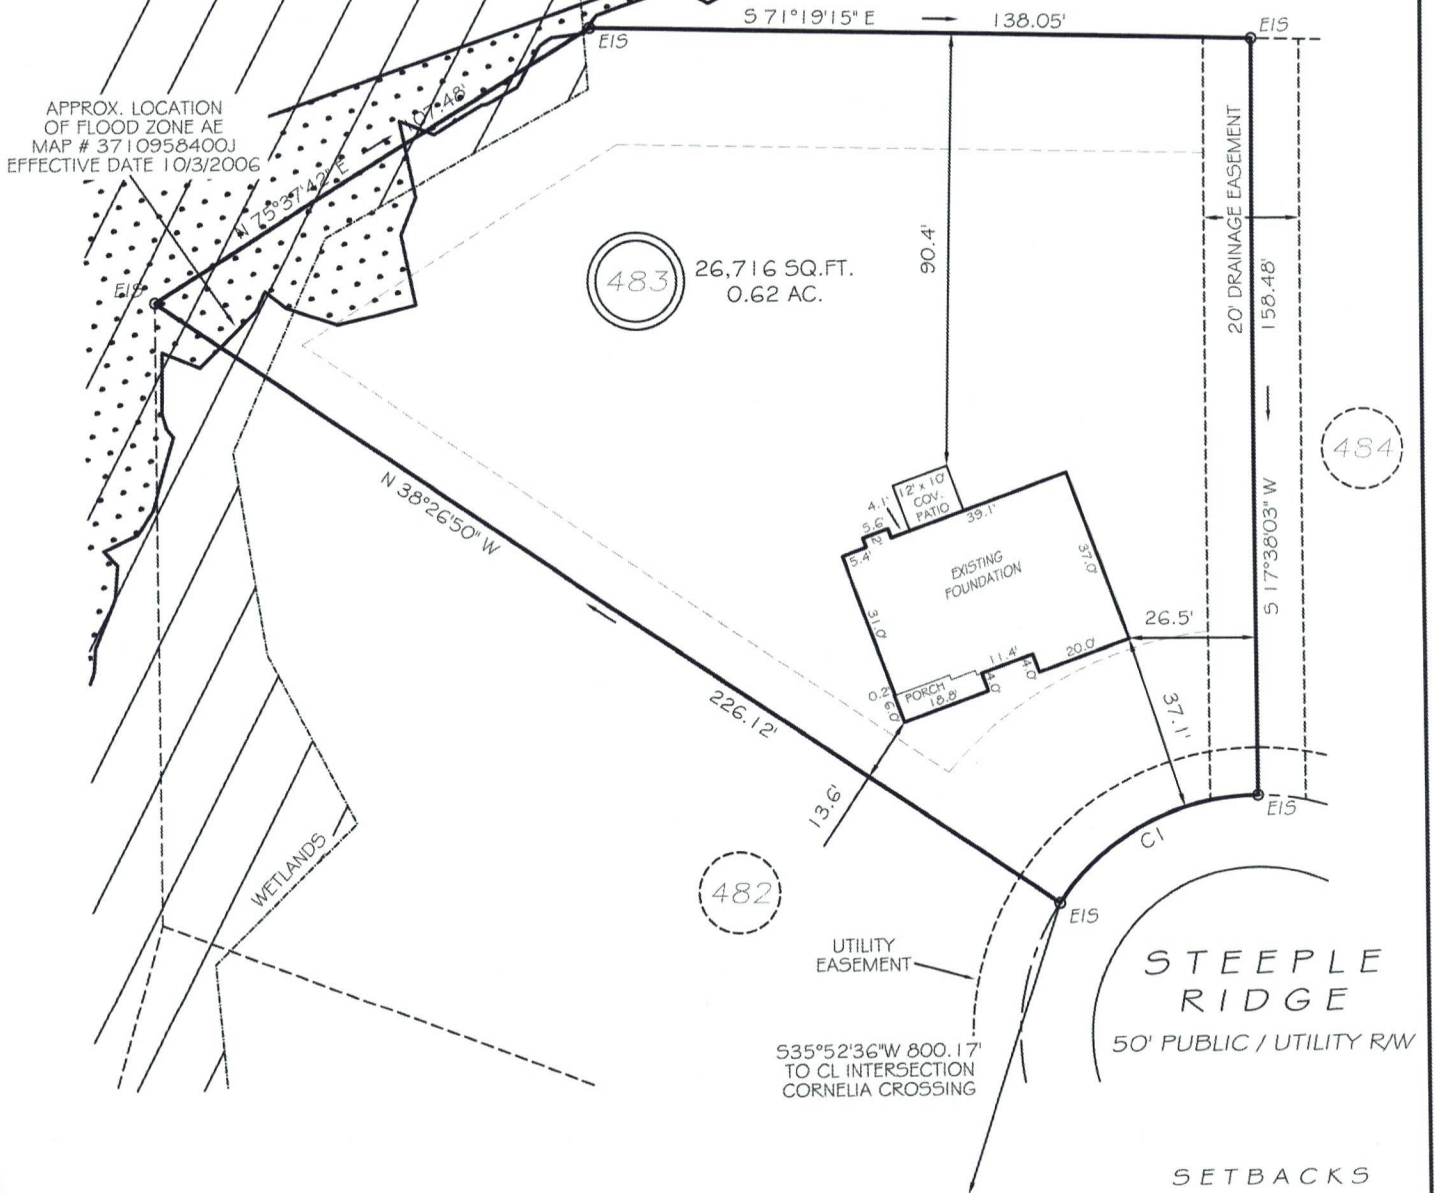 S 71°19'15" E 138.05'
EIS
EIS
APPROX. LOCATION
OF FLOOD ZONE AE
MAP # 3710958400J
EFFECTIVE DATE 10/3/2006
N 75°37'42" E 107.48'
EIS
483
26,716 SQ.FT.
0.62 AC.
90.4'
20' DRAINAGE EASEMENT
158.48'
S 17°38'03" W
484
N 38°26'50" W
226.12'
12' x 10'
COV.
PATIO
4.1'
5.6'
2'
5.4'
39.1'
EXISTING
FOUNDATION
37.0'
31.0'
26.5'
11.4'
20.0'
4.0'
4.0'
0.2'
PORCH
18.8'
6.0'
37.1'
13.6'
EIS
C1
WETLANDS
482
EIS
UTILITY
EASEMENT
STEEPLE
RIDGE
50' PUBLIC / UTILITY R/W
S35°52'36"W 800.17'
TO CL INTERSECTION
CORNELIA CROSSING
SETBACKS